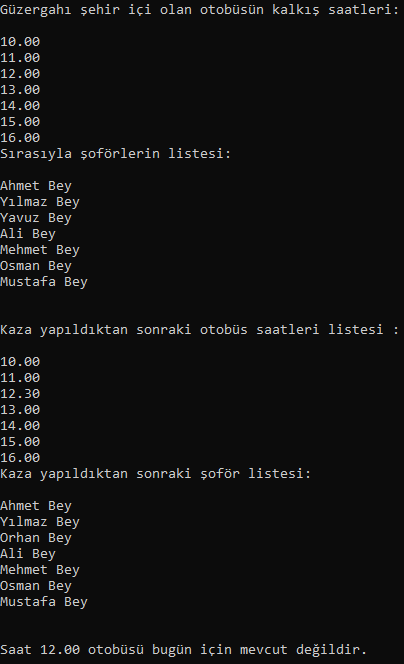 Güzergahı şehir içi olan otobüsün kalkış saatleri:
10.00
11.00
12.00
13.00
14.00
15.00
16.00
Sırasıyla şoförlerin listesi:
Ahmet Bey
Yılmaz Bey
Yavuz Bey
Ali Bey
Mehmet Bey
Osman Bey
Mustafa Bey
Kaza yapıldıktan sonraki otobüs saatleri listesi :
10.00
11.00
12.30
13.00
14.00
15.00
16.00
Kaza yapıldıktan sonraki şoför listesi:
Ahmet Bey
Yılmaz Bey
Orhan Bey
Ali Bey
Mehmet Bey
Osman Bey
Mustafa Bey
Saat 12.00 otobüsü bugün için mevcut değildir.